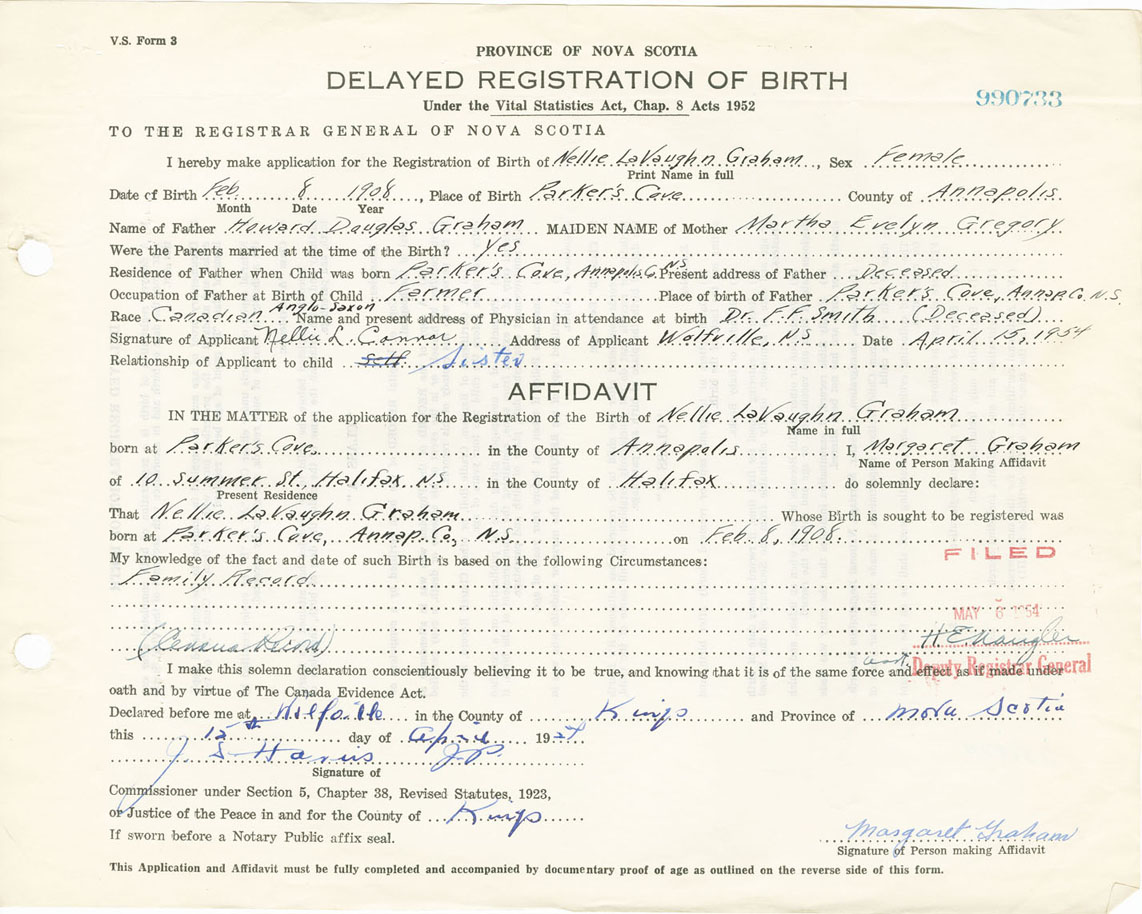 V.S. Form 3
PROVINCE OF NOVA SCOTIA
DELAYED REGISTRATION OF BIRTH
990733
Under the Vital Statistics Act, Chap. 8 Acts 1952
TO THE REGISTRAR GENERAL OF NOVA SCOTIA
I hereby make application for the Registration of Birth of Nellie LaVaughn Graham, Sex Female
Print Name in full
Date of Birth Feb. 8 1908, Place of Birth Parker's Cove County of Annapolis
Month Date Year
Name of Father Howard Douglas Graham MAIDEN NAME of Mother Martha Evelyn Gregory
Were the Parents married at the time of the Birth? Yes
Residence of Father when Child was born Parker's Cove, Annapolis Co. N.S. Present address of Father Deceased
Occupation of Father at Birth of Child Farmer Place of birth of Father Parker's Cove, Annap. Co. N.S.
Race Canadian Anglo-Saxon Name and present address of Physician in attendance at birth Dr. F.F. Smith (Deceased)
Signature of Applicant Nellie L. Connor Address of Applicant Wolfville, N.S Date April 15, 1954
Relationship of Applicant to child Self Sister
AFFIDAVIT
IN THE MATTER of the application for the Registration of the Birth of Nellie LaVaughn Graham
Name in full
born at Parker's Cove, in the County of Annapolis I, Margaret Graham
Name of Person Making Affidavit
of 10 Summer St., Halifax N.S in the County of Halifax do solemnly declare:
Present Residence
That Nellie LaVaughn Graham Whose Birth is sought to be registered was
born at Parker's Cove, Annap. Co, N.S. on Feb. 8, 1908.
My knowledge of the fact and date of such Birth is based on the following Circumstances:
FILED
Family Record
MAY 6 1954
(Census Record) H E Naugler
I make this solemn declaration conscientiously believing it to be true, and knowing that it is of the same force and effect as if made under
Deputy Registrar General
oath and by virtue of The Canada Evidence Act.
Declared before me at Wolfville in the County of Kings and Province of Nova Scotia
this 15th day of April 1954
J. S Harris J.P.
Signature of
Commissioner under Section 5, Chapter 38, Revised Statutes, 1923,
or Justice of the Peace in and for the County of Kings
If sworn before a Notary Public affix seal.
Margaret Graham
Signature of Person making Affidavit
This Application and Affidavit must be fully completed and accompanied by documentary proof of age as outlined on the reverse side of this form.